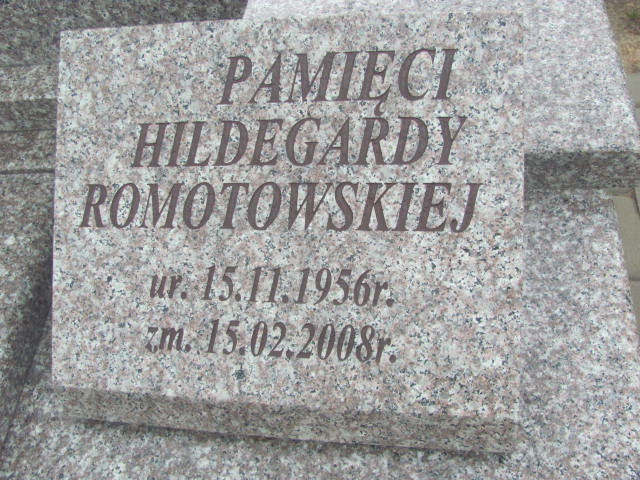 PAMIĘCI
HILDEGARDY
ROMOTOWSKIEJ
ur. 15.11.1956r.
zm. 15.02.2008r.